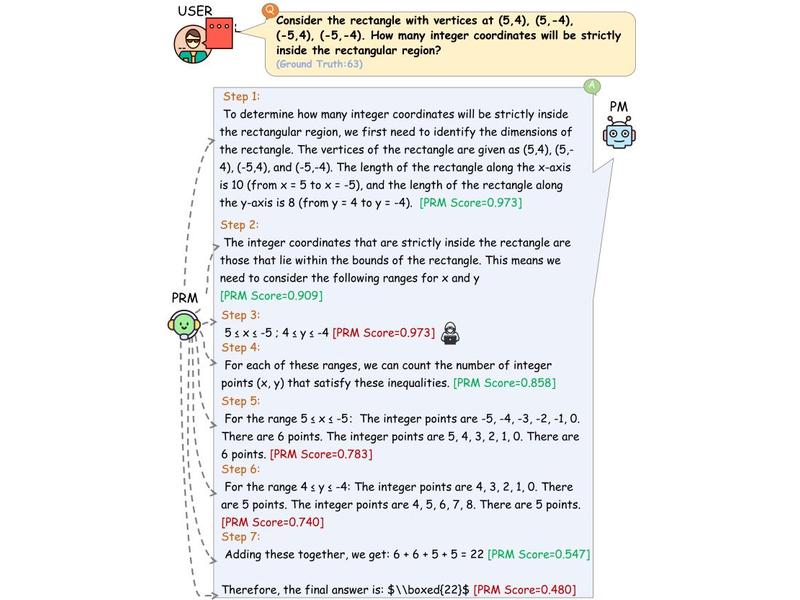 USER
Q
Consider the rectangle with vertices at (5,4), (5,-4),
(-5,4), (-5,-4). How many integer coordinates will be strictly
inside the rectangular region?
(Ground Truth:63)
A
PM
Step 1:
To determine how many integer coordinates will be strictly inside
the rectangular region, we first need to identify the dimensions of
the rectangle. The vertices of the rectangle are given as (5,4), (5,-
4), (-5,4), and (-5,-4). The length of the rectangle along the x-axis
is 10 (from x = 5 to x = -5), and the length of the rectangle along
the y-axis is 8 (from y = 4 to y = -4). [PRM Score=0.973]
Step 2:
The integer coordinates that are strictly inside the rectangle are
those that lie within the bounds of the rectangle. This means we
need to consider the following ranges for x and y
[PRM Score=0.909]
PRM
Step 3:
5 ≤ x ≤ -5 ; 4 ≤ y ≤ -4 [PRM Score=0.973]
Step 4:
For each of these ranges, we can count the number of integer
points (x, y) that satisfy these inequalities. [PRM Score=0.858]
Step 5:
For the range 5 ≤ x ≤ -5: The integer points are -5, -4, -3, -2, -1, 0.
There are 6 points. The integer points are 5, 4, 3, 2, 1, 0. There are
6 points. [PRM Score=0.783]
Step 6:
For the range 4 ≤ y ≤ -4: The integer points are 4, 3, 2, 1, 0. There
are 5 points. The integer points are 4, 5, 6, 7, 8. There are 5 points.
[PRM Score=0.740]
Step 7:
Adding these together, we get: 6 + 6 + 5 + 5 = 22 [PRM Score=0.547]
Therefore, the final answer is: $\\boxed{22}$ [PRM Score=0.480]